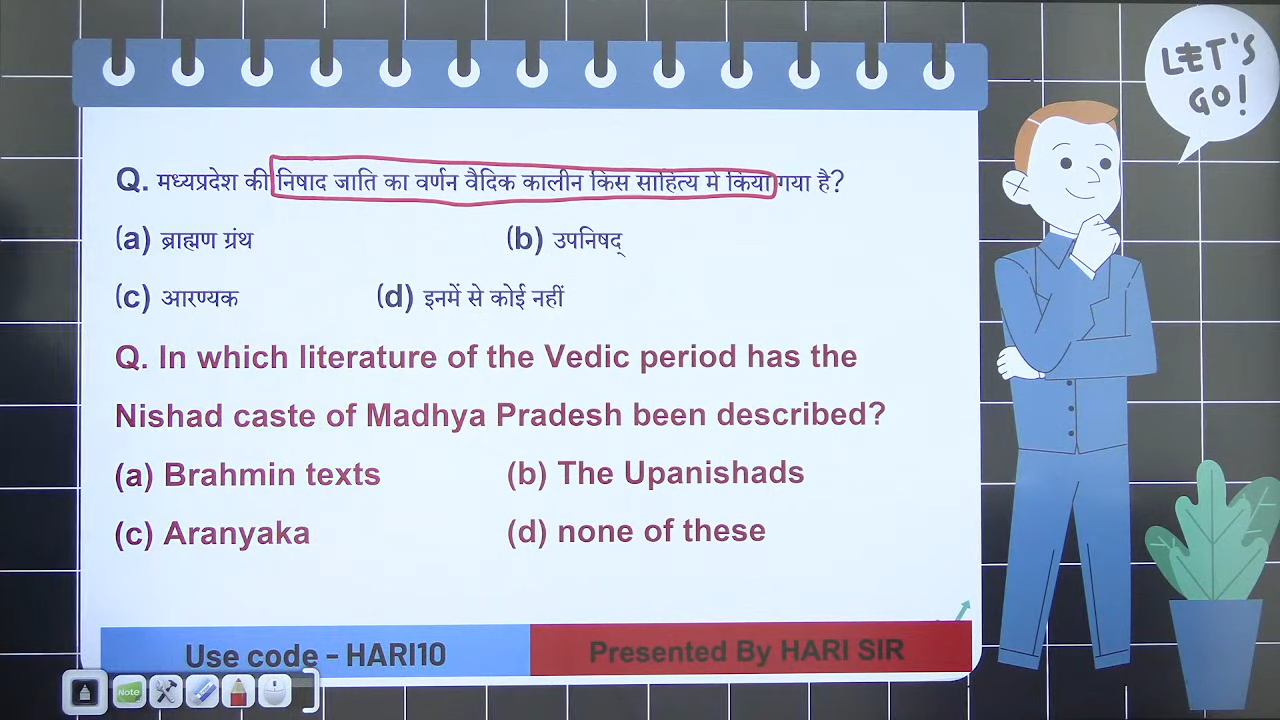 LET'S
GO!
Q. मध्यप्रदेश की निषाद जाति का वर्णन वैदिक कालीन किस साहित्य मे किया गया है?
(a) ब्राह्मण ग्रंथ (b) उपनिषद्
(c) आरण्यक (d) इनमें से कोई नहीं
Q. In which literature of the Vedic period has the
Nishad caste of Madhya Pradesh been described?
(a) Brahmin texts (b) The Upanishads
(c) Aranyaka (d) none of these
Use code - HARI10 Presented By HARI SIR
Note